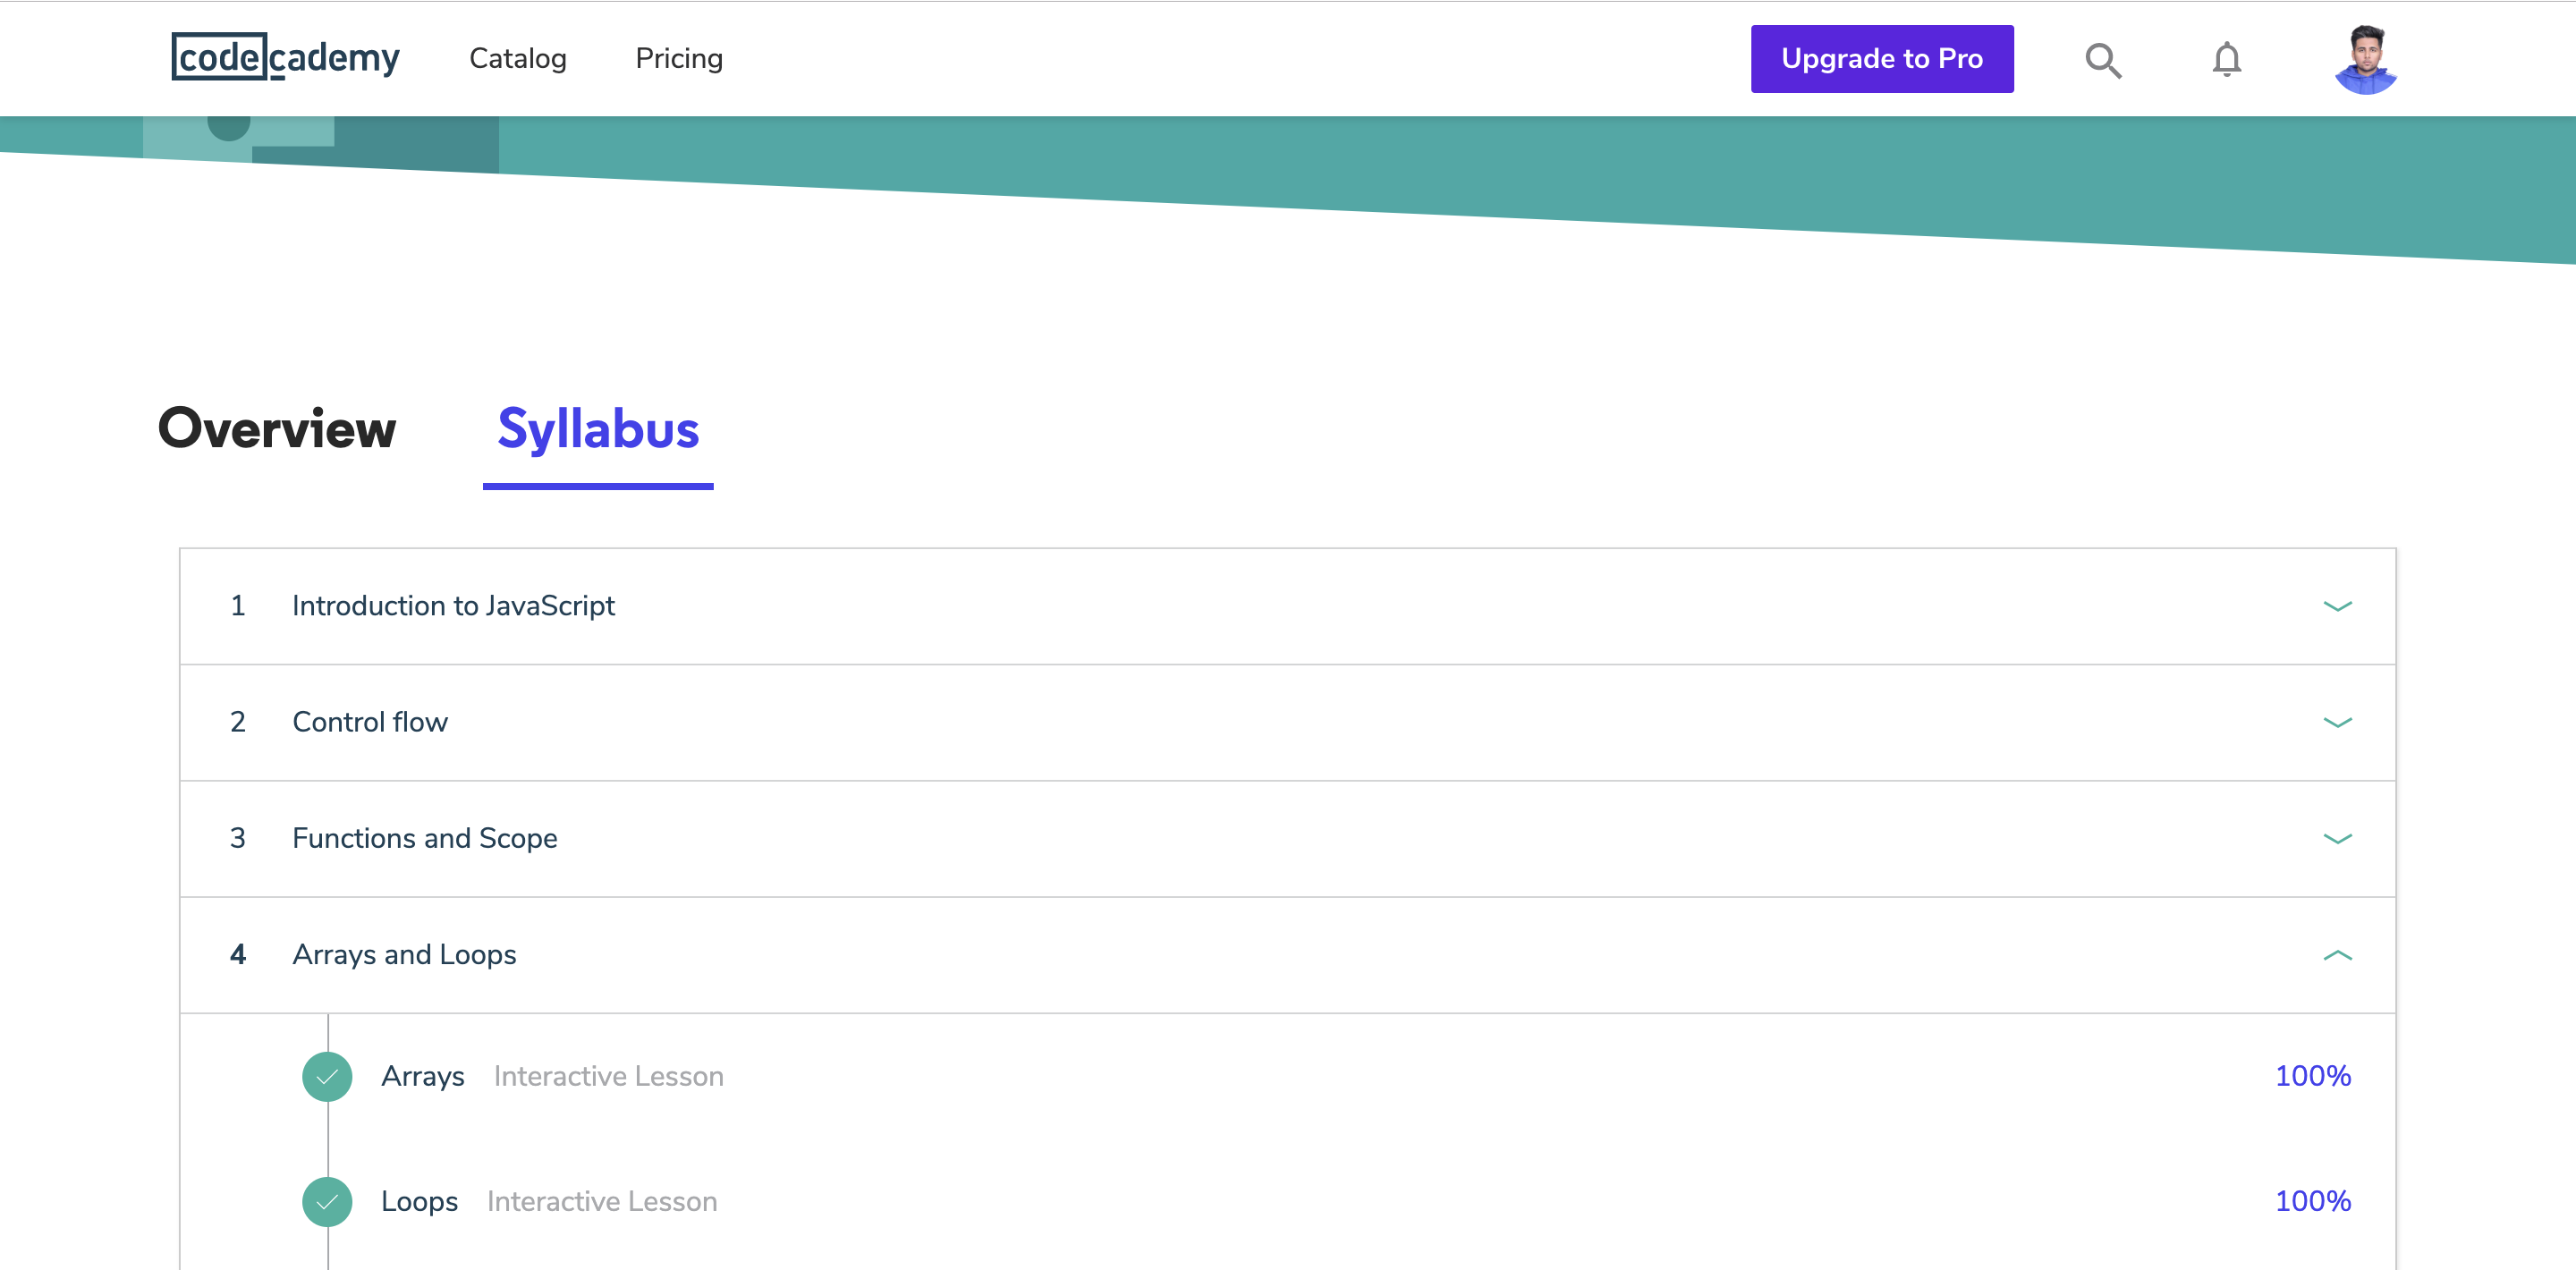 codecademy Catalog Pricing Upgrade to Pro
Overview Syllabus
1 Introduction to JavaScript
2 Control flow
3 Functions and Scope
4 Arrays and Loops
Arrays Interactive Lesson 100%
Loops Interactive Lesson 100%